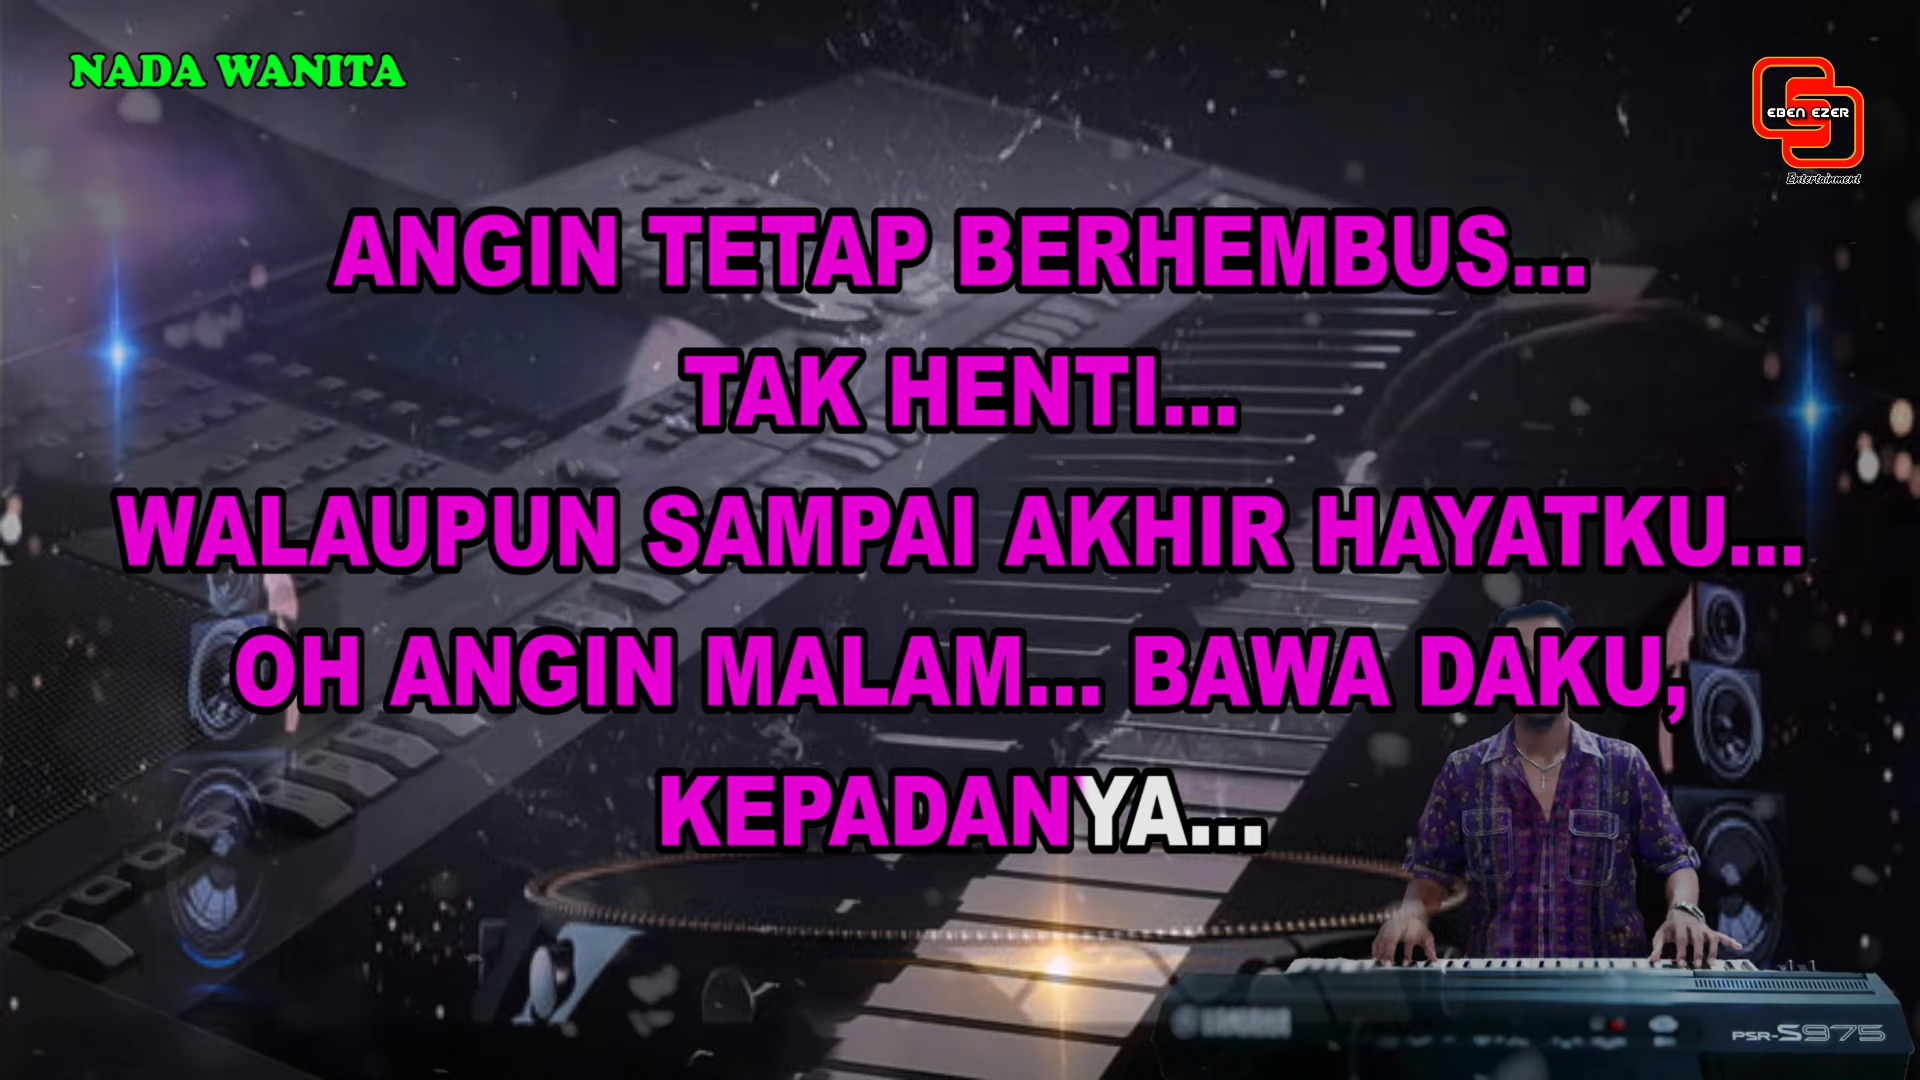 NADA WANITA
EBEN EZER
Entertainment
ANGIN TETAP BERHEMBUS...
TAK HENTI...
WALAUPUN SAMPAI AKHIR HAYATKU...
OH ANGIN MALAM... BAWA DAKU,
KEPADANYA...
PSR-S975